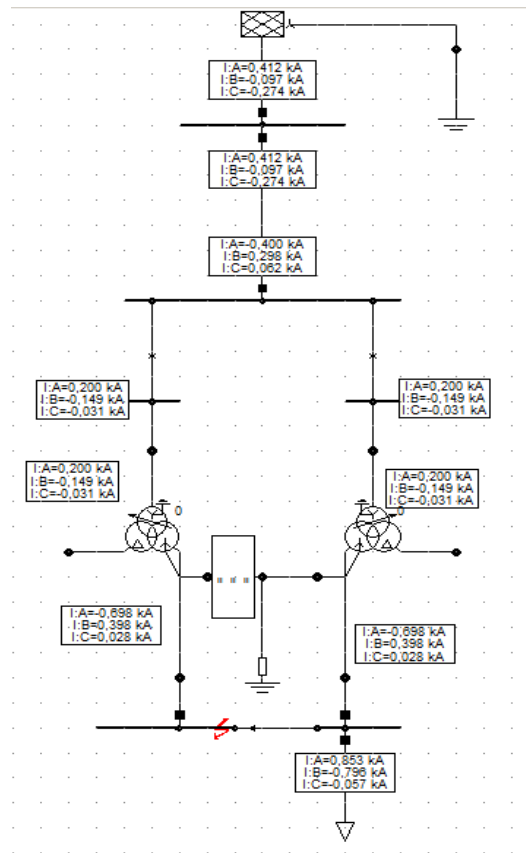 I:A=0,412 kA
I:B=-0,097 kA
I:C=-0,274 kA
I:A=0,412 kA
I:B=-0,097 kA
I:C=-0,274 kA
I:A=-0,400 kA
I:B=0,298 kA
I:C=0,062 kA
I:A=0,200 kA
I:B=-0,149 kA
I:C=-0,031 kA
I:A=0,200 kA
I:B=-0,149 kA
I:C=-0,031 kA
I:A=0,200 kA
I:B=-0,149 kA
I:C=-0,031 kA
I:A=0,200 kA
I:B=-0,149 kA
I:C=-0,031 kA
0
0
I:A=-0,698 kA
I:B=0,398 kA
I:C=0,028 kA
I:A=-0,698 kA
I:B=0,398 kA
I:C=0,028 kA
I:A=0,853 kA
I:B=-0,796 kA
I:C=-0,057 kA